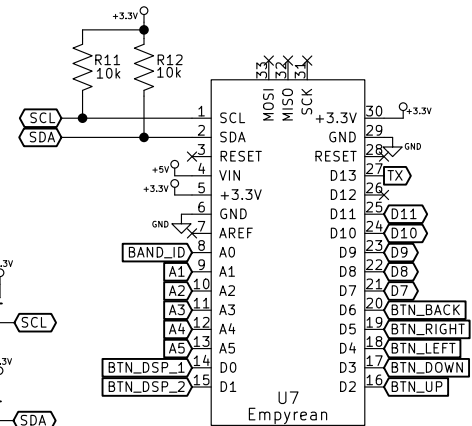 +3.3V
R11 R12
10k 10k
33 32 31
MOSI MISO SCK
SCL 1 SCL +3.3V 30 +3.3V
SDA 2 SDA GND 29 GND
3 RESET RESET 28
+5V 4 VIN D13 27 TX
+3.3V 5 +3.3V D12 26
GND 6 GND D11 25 D11
7 AREF D10 24 D10
BAND_ID 8 A0 D9 23 D9
.3V A1 9 A1 D8 22 D8
A2 10 A2 D7 21 D7
A3 11 A3 D6 20 BTN_BACK
SCL A4 12 A4 D5 19 BTN_RIGHT
A5 13 A5 D4 18 BTN_LEFT
3V BTN_DSP_1 14 D0 D3 17 BTN_DOWN
BTN_DSP_2 15 D1 D2 16 BTN_UP
U7
SDA Empyrean